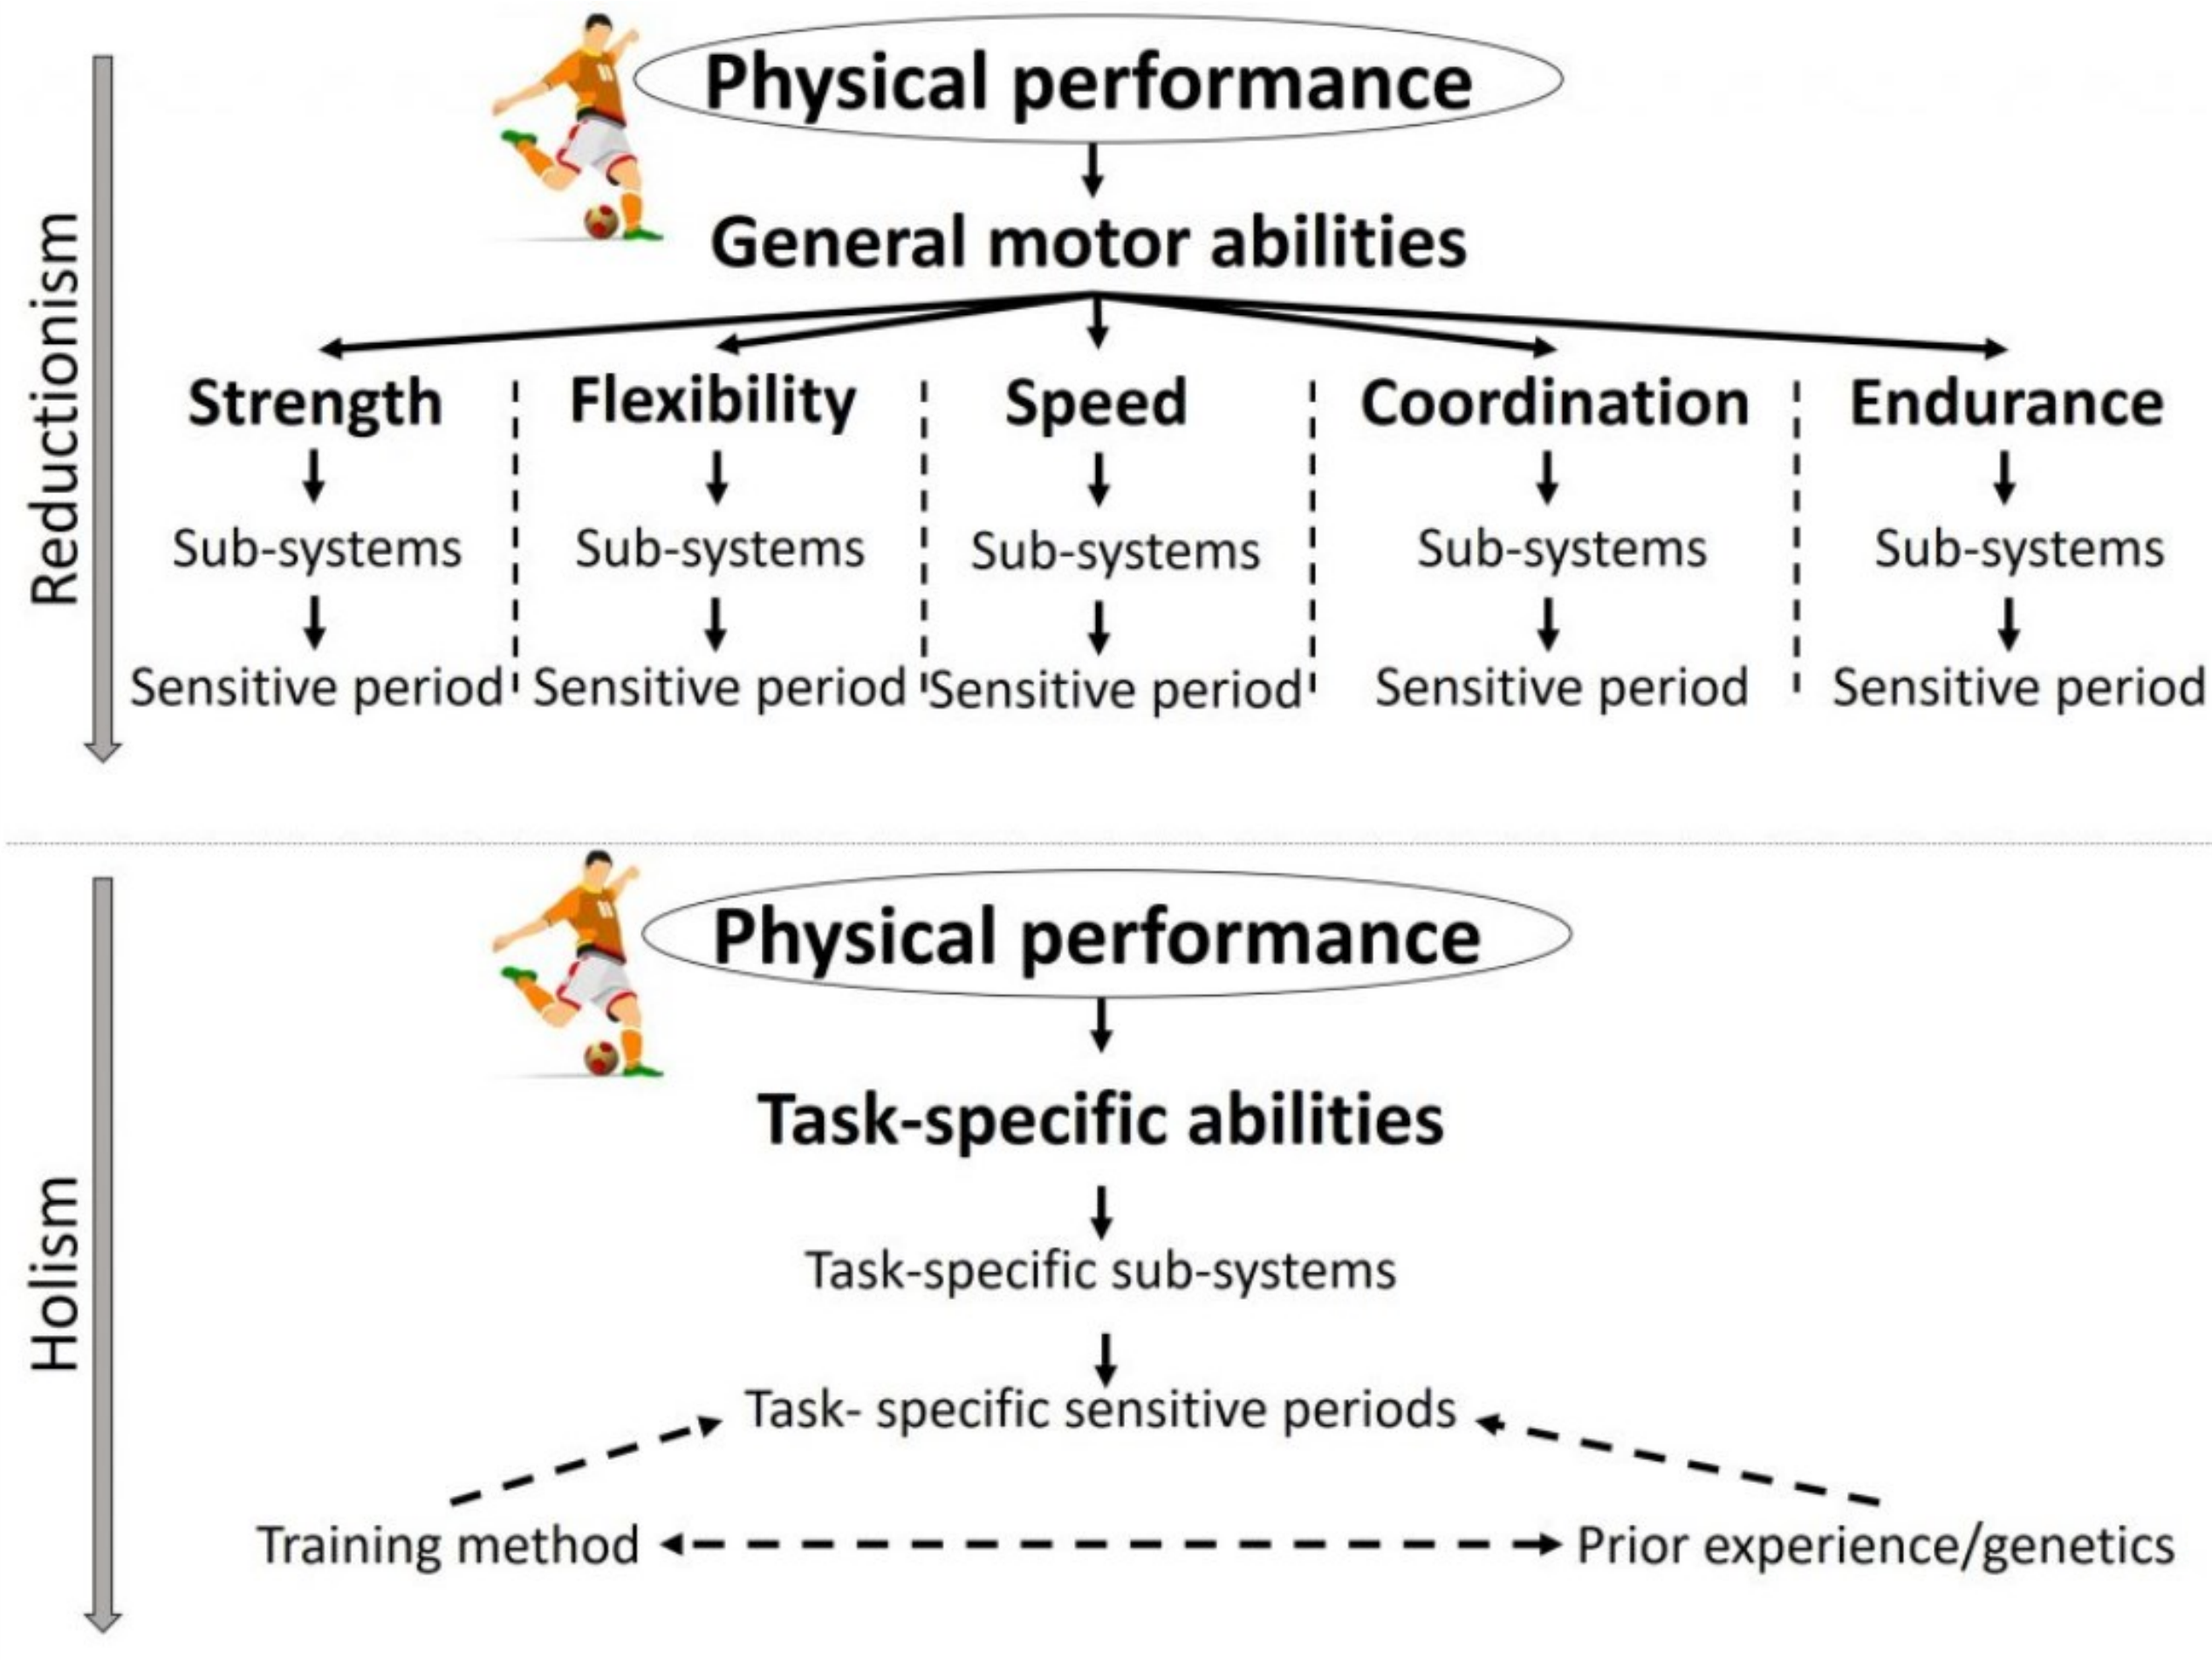 Reductionism
Physical performance
General motor abilities
Strength Flexibility Speed Coordination Endurance
Sub-systems Sub-systems Sub-systems Sub-systems Sub-systems
Sensitive period Sensitive period Sensitive period Sensitive period Sensitive period
Holism
Physical performance
Task-specific abilities
Task-specific sub-systems
Task- specific sensitive periods
Training method Prior experience/genetics